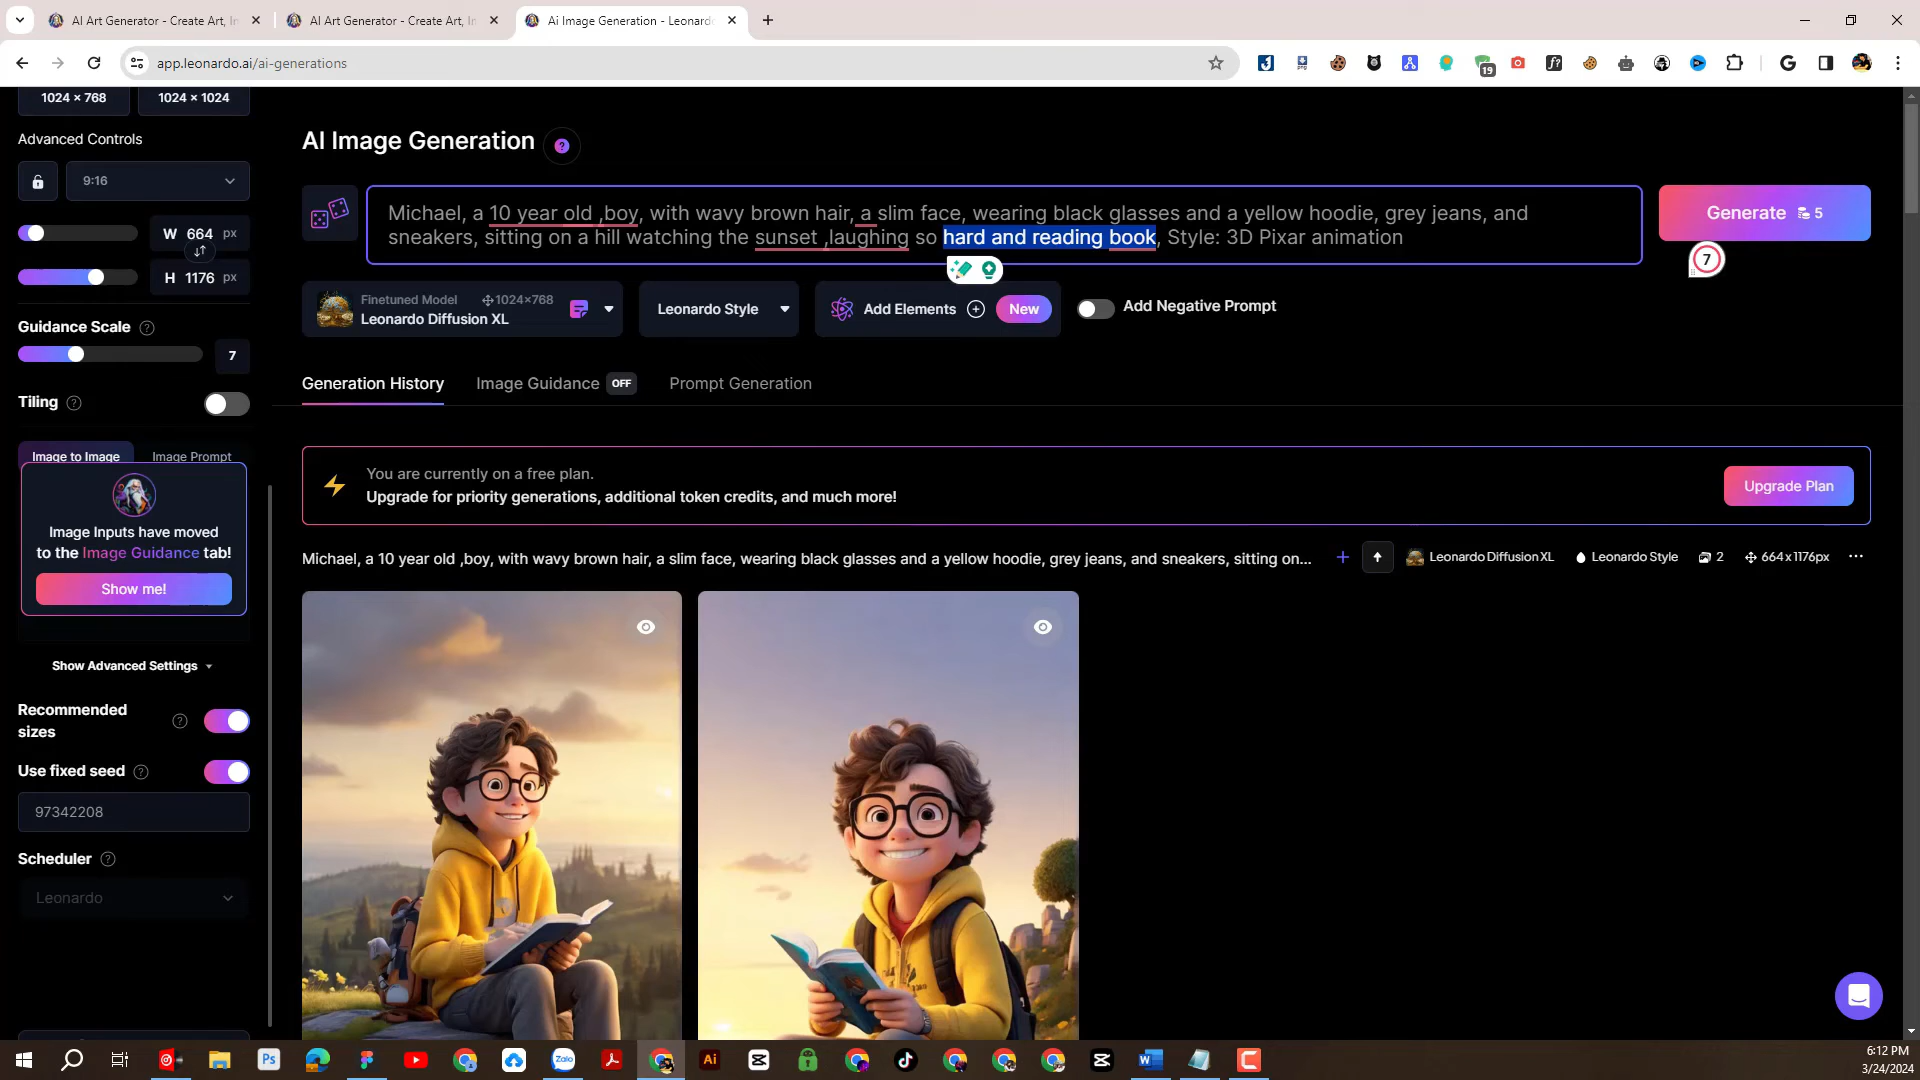 AI Art Generator - Create Art, In
AI Art Generator - Create Art, In
Ai Image Generation - Leonardo
app.leonardo.ai/ai-generations
19
1024 × 768
1024 × 1024
Advanced Controls
9:16
W 664 px
H 1176 px
Guidance Scale
7
Tiling
Image to Image
Image Prompt
Image Inputs have moved
to the Image Guidance tab!
Show me!
Show Advanced Settings
Recommended
sizes
Use fixed seed
97342208
Scheduler
Leonardo
AI Image Generation
Michael, a 10 year old ,boy, with wavy brown hair, a slim face, wearing black glasses and a yellow hoodie, grey jeans, and
sneakers, sitting on a hill watching the sunset ,laughing so hard and reading book, Style: 3D Pixar animation
Generate 5
7
Finetuned Model 1024×768
Leonardo Diffusion XL
Leonardo Style
Add Elements New
Add Negative Prompt
Generation History
Image Guidance OFF
Prompt Generation
You are currently on a free plan.
Upgrade for priority generations, additional token credits, and much more!
Upgrade Plan
Michael, a 10 year old ,boy, with wavy brown hair, a slim face, wearing black glasses and a yellow hoodie, grey jeans, and sneakers, sitting on...
Leonardo Diffusion XL
Leonardo Style
2
664x1176px
Ps
Zalo
Ai
6:12 PM
3/24/2024